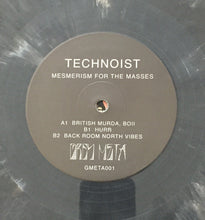 TECHNOIST
MESMERISM FOR THE MASSES
A1 BRITISH MURDA, BOII
B1 HURR
B2 BACK ROOM NORTH VIBES
GMETA001